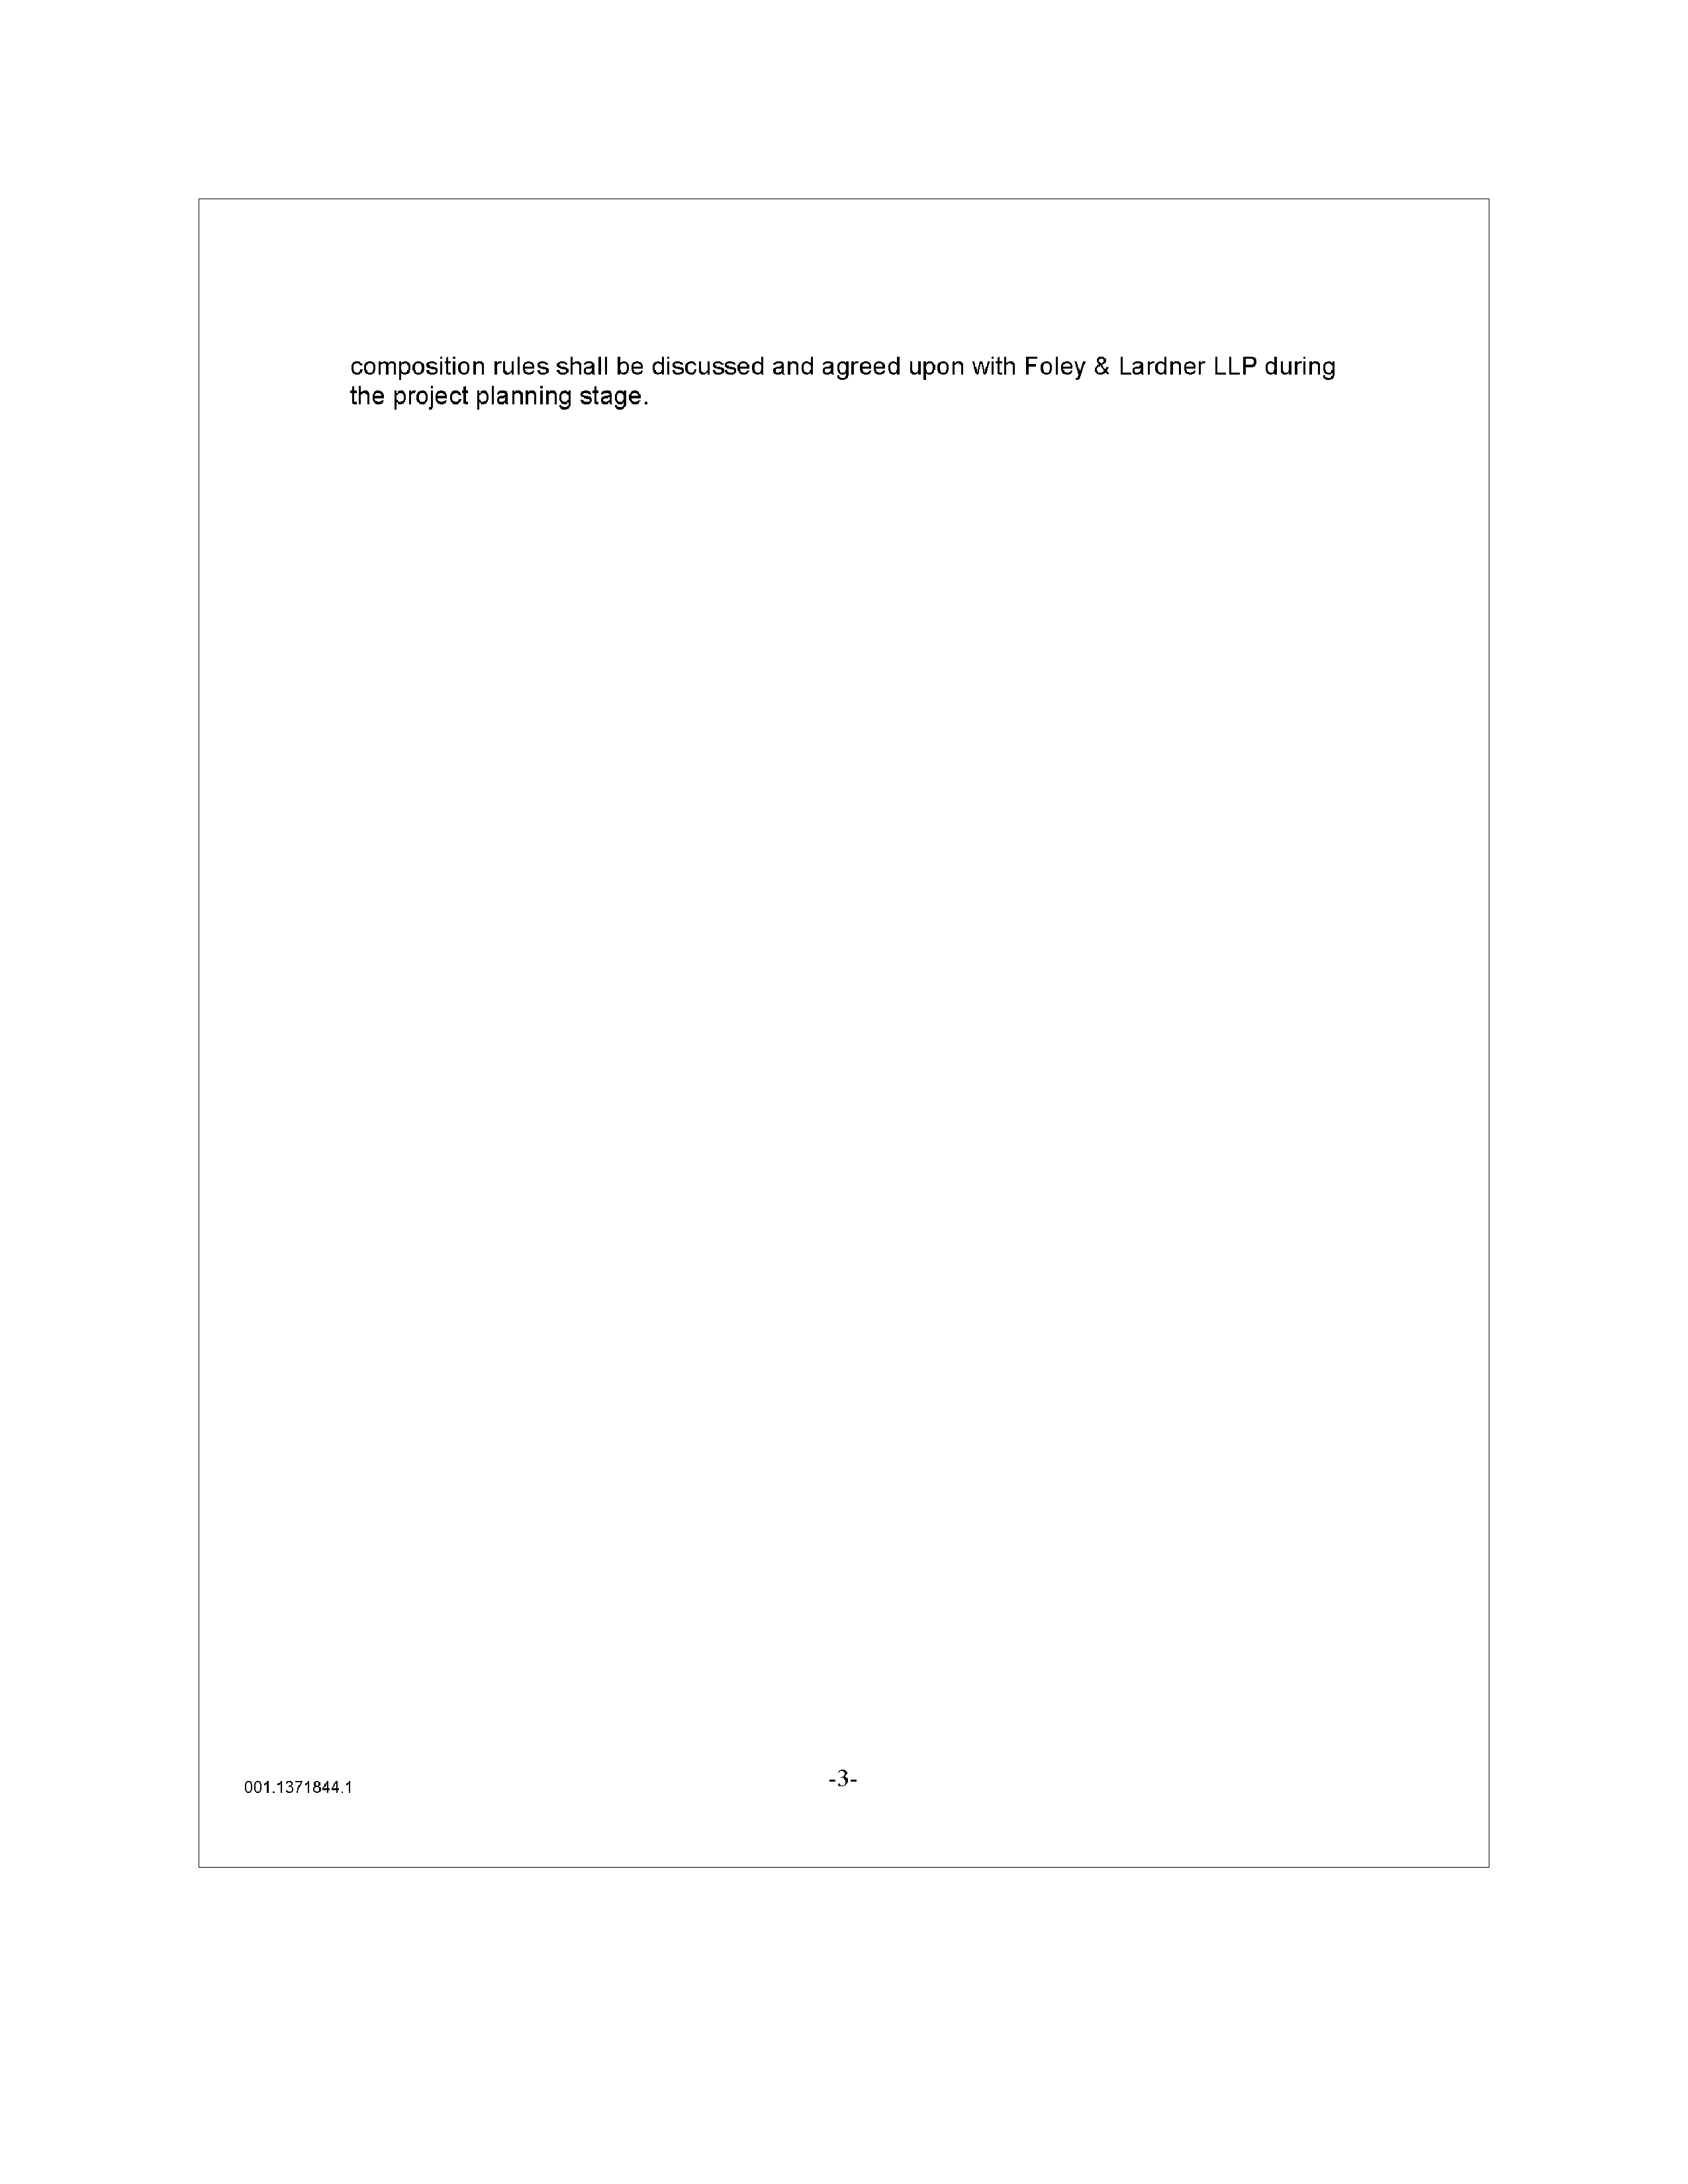 composition rules shall be discussed and agreed upon with Foley & Lardner LLP during
the project planning stage.
001.1371844.1
-3-